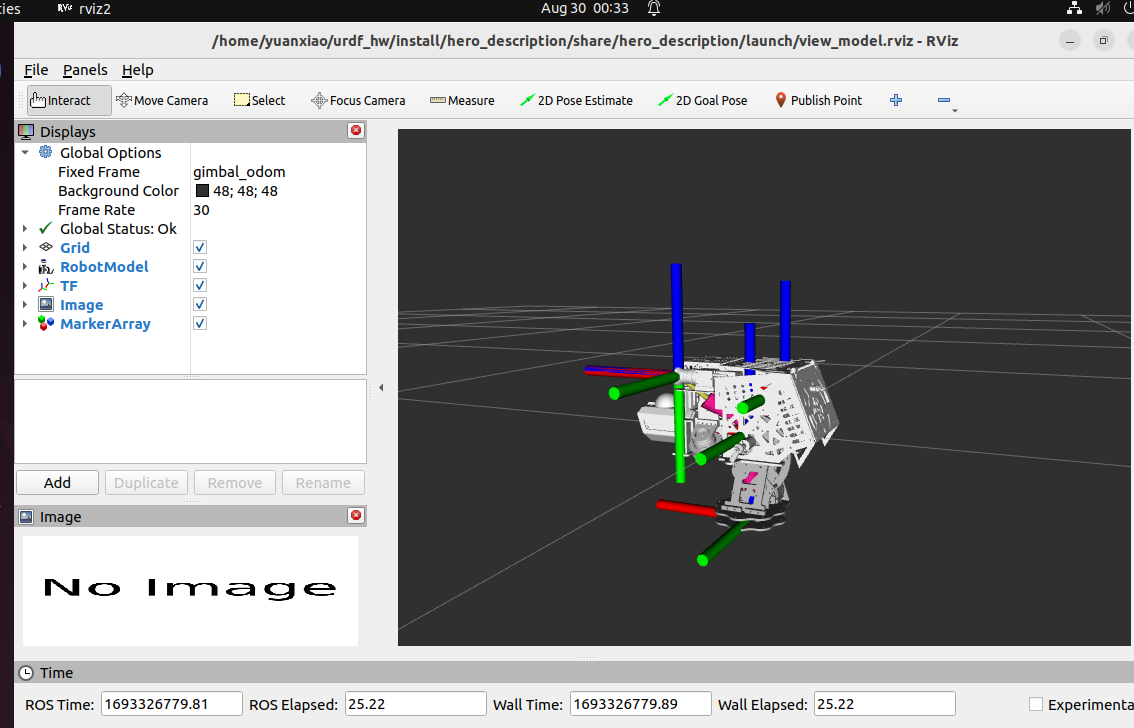 ies rviz2 Aug 30 00:33
/home/yuanxiao/urdf_hw/install/hero_description/share/hero_description/launch/view_model.rviz - RViz
File Panels Help
Interact Move Camera Select Focus Camera Measure 2D Pose Estimate 2D Goal Pose Publish Point
Displays
Global Options
Fixed Frame gimbal_odom
Background Color 48; 48; 48
Frame Rate 30
Global Status: Ok
Grid
RobotModel
TF
Image
MarkerArray
Add Duplicate Remove Rename
Image
No Image
Time
ROS Time: 1693326779.81 ROS Elapsed: 25.22 Wall Time: 1693326779.89 Wall Elapsed: 25.22 Experimenta